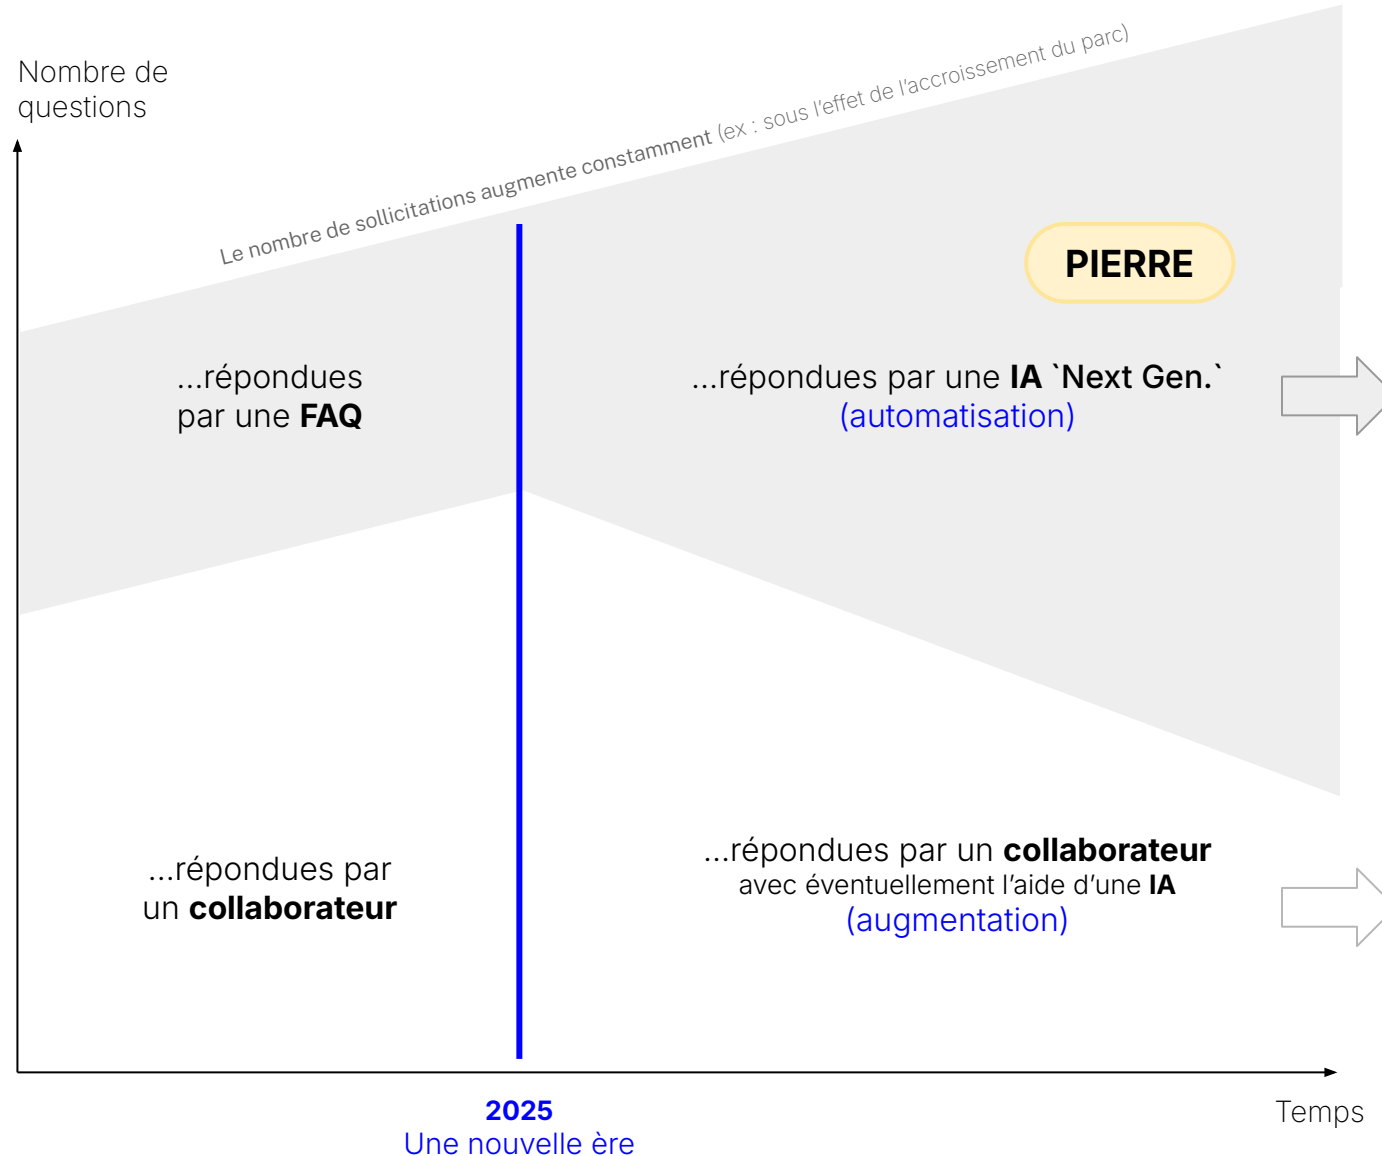 Nombre de
questions
Le nombre de sollicitations augmente constamment (ex : sous l'effet de l'accroissement du parc)
PIERRE
...répondues
par une FAQ
...répondues par une IA `Next Gen.`
(automatisation)
...répondues par
un collaborateur
...répondues par un collaborateur
avec éventuellement l'aide d'une IA
(augmentation)
2025
Une nouvelle ère
Temps